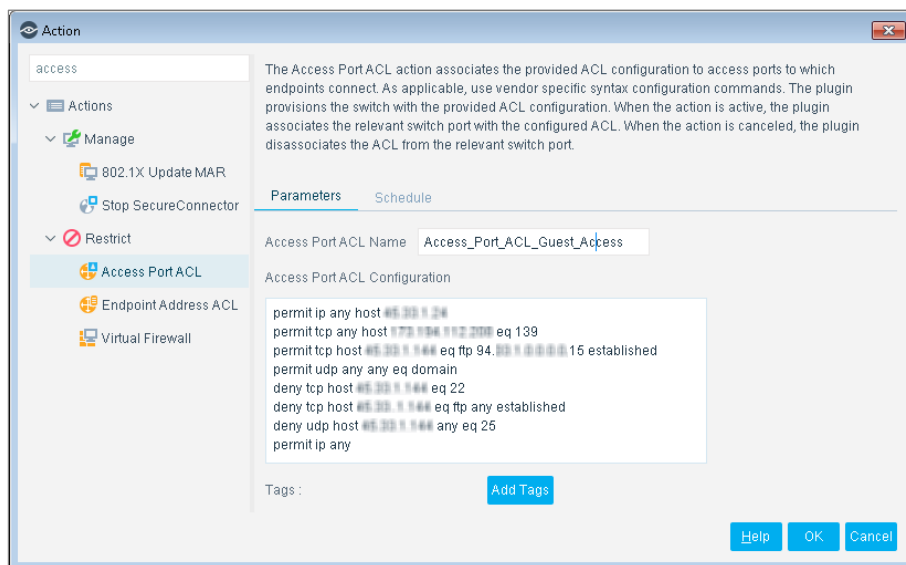 Action
access
Actions
Manage
802.1X Update MAR
Stop SecureConnector
Restrict
Access Port ACL
Endpoint Address ACL
Virtual Firewall
The Access Port ACL action associates the provided ACL configuration to access ports to which
endpoints connect. As applicable, use vendor specific syntax configuration commands. The plugin
provisions the switch with the provided ACL configuration. When the action is active, the plugin
associates the relevant switch port with the configured ACL. When the action is canceled, the plugin
disassociates the ACL from the relevant switch port.
Parameters Schedule
Access Port ACL Name Access_Port_ACL_Guest_Access
Access Port ACL Configuration
permit ip any host
permit tcp any host eq 139
permit tcp host eq ftp 94. 15 established
permit udp any any eq domain
deny tcp host eq 22
deny tcp host eq ftp any established
deny udp host any eq 25
permit ip any
Tags : Add Tags
Help OK Cancel